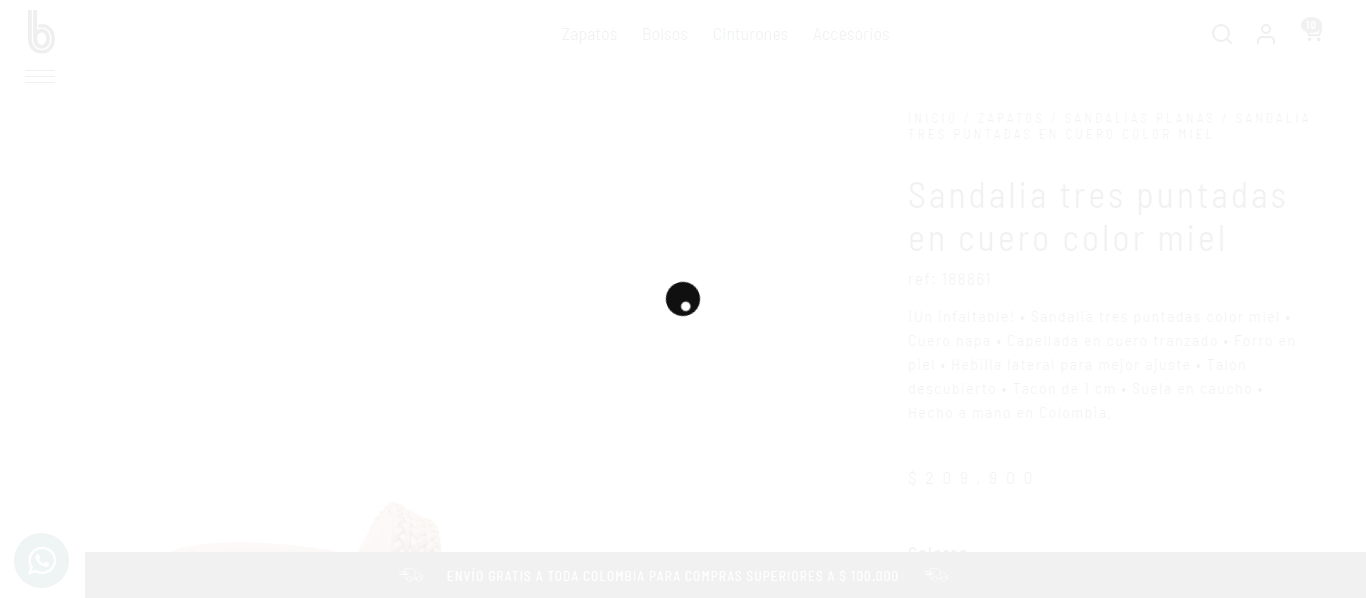 b
Zapatos Bolsos Cinturones Accesorios
10
INICIO / ZAPATOS / SANDALIAS PLANAS / SANDALIA
TRES PUNTADAS EN CUERO COLOR MIEL
Sandalia tres puntadas
en cuero color miel
ref: 188861
¡Un infaltable! • Sandalia tres puntadas color miel •
Cuero napa • Capellada en cuero tranzado • Forro en
piel • Hebilla lateral para mejor ajuste • Talon
descubierto • Tacón de 1 cm • Suela en caucho •
Hecho a mano en Colombia.
$209.900
Colores
ENVÍO GRATIS A TODA COLOMBIA PARA COMPRAS SUPERIORES A $ 100.000